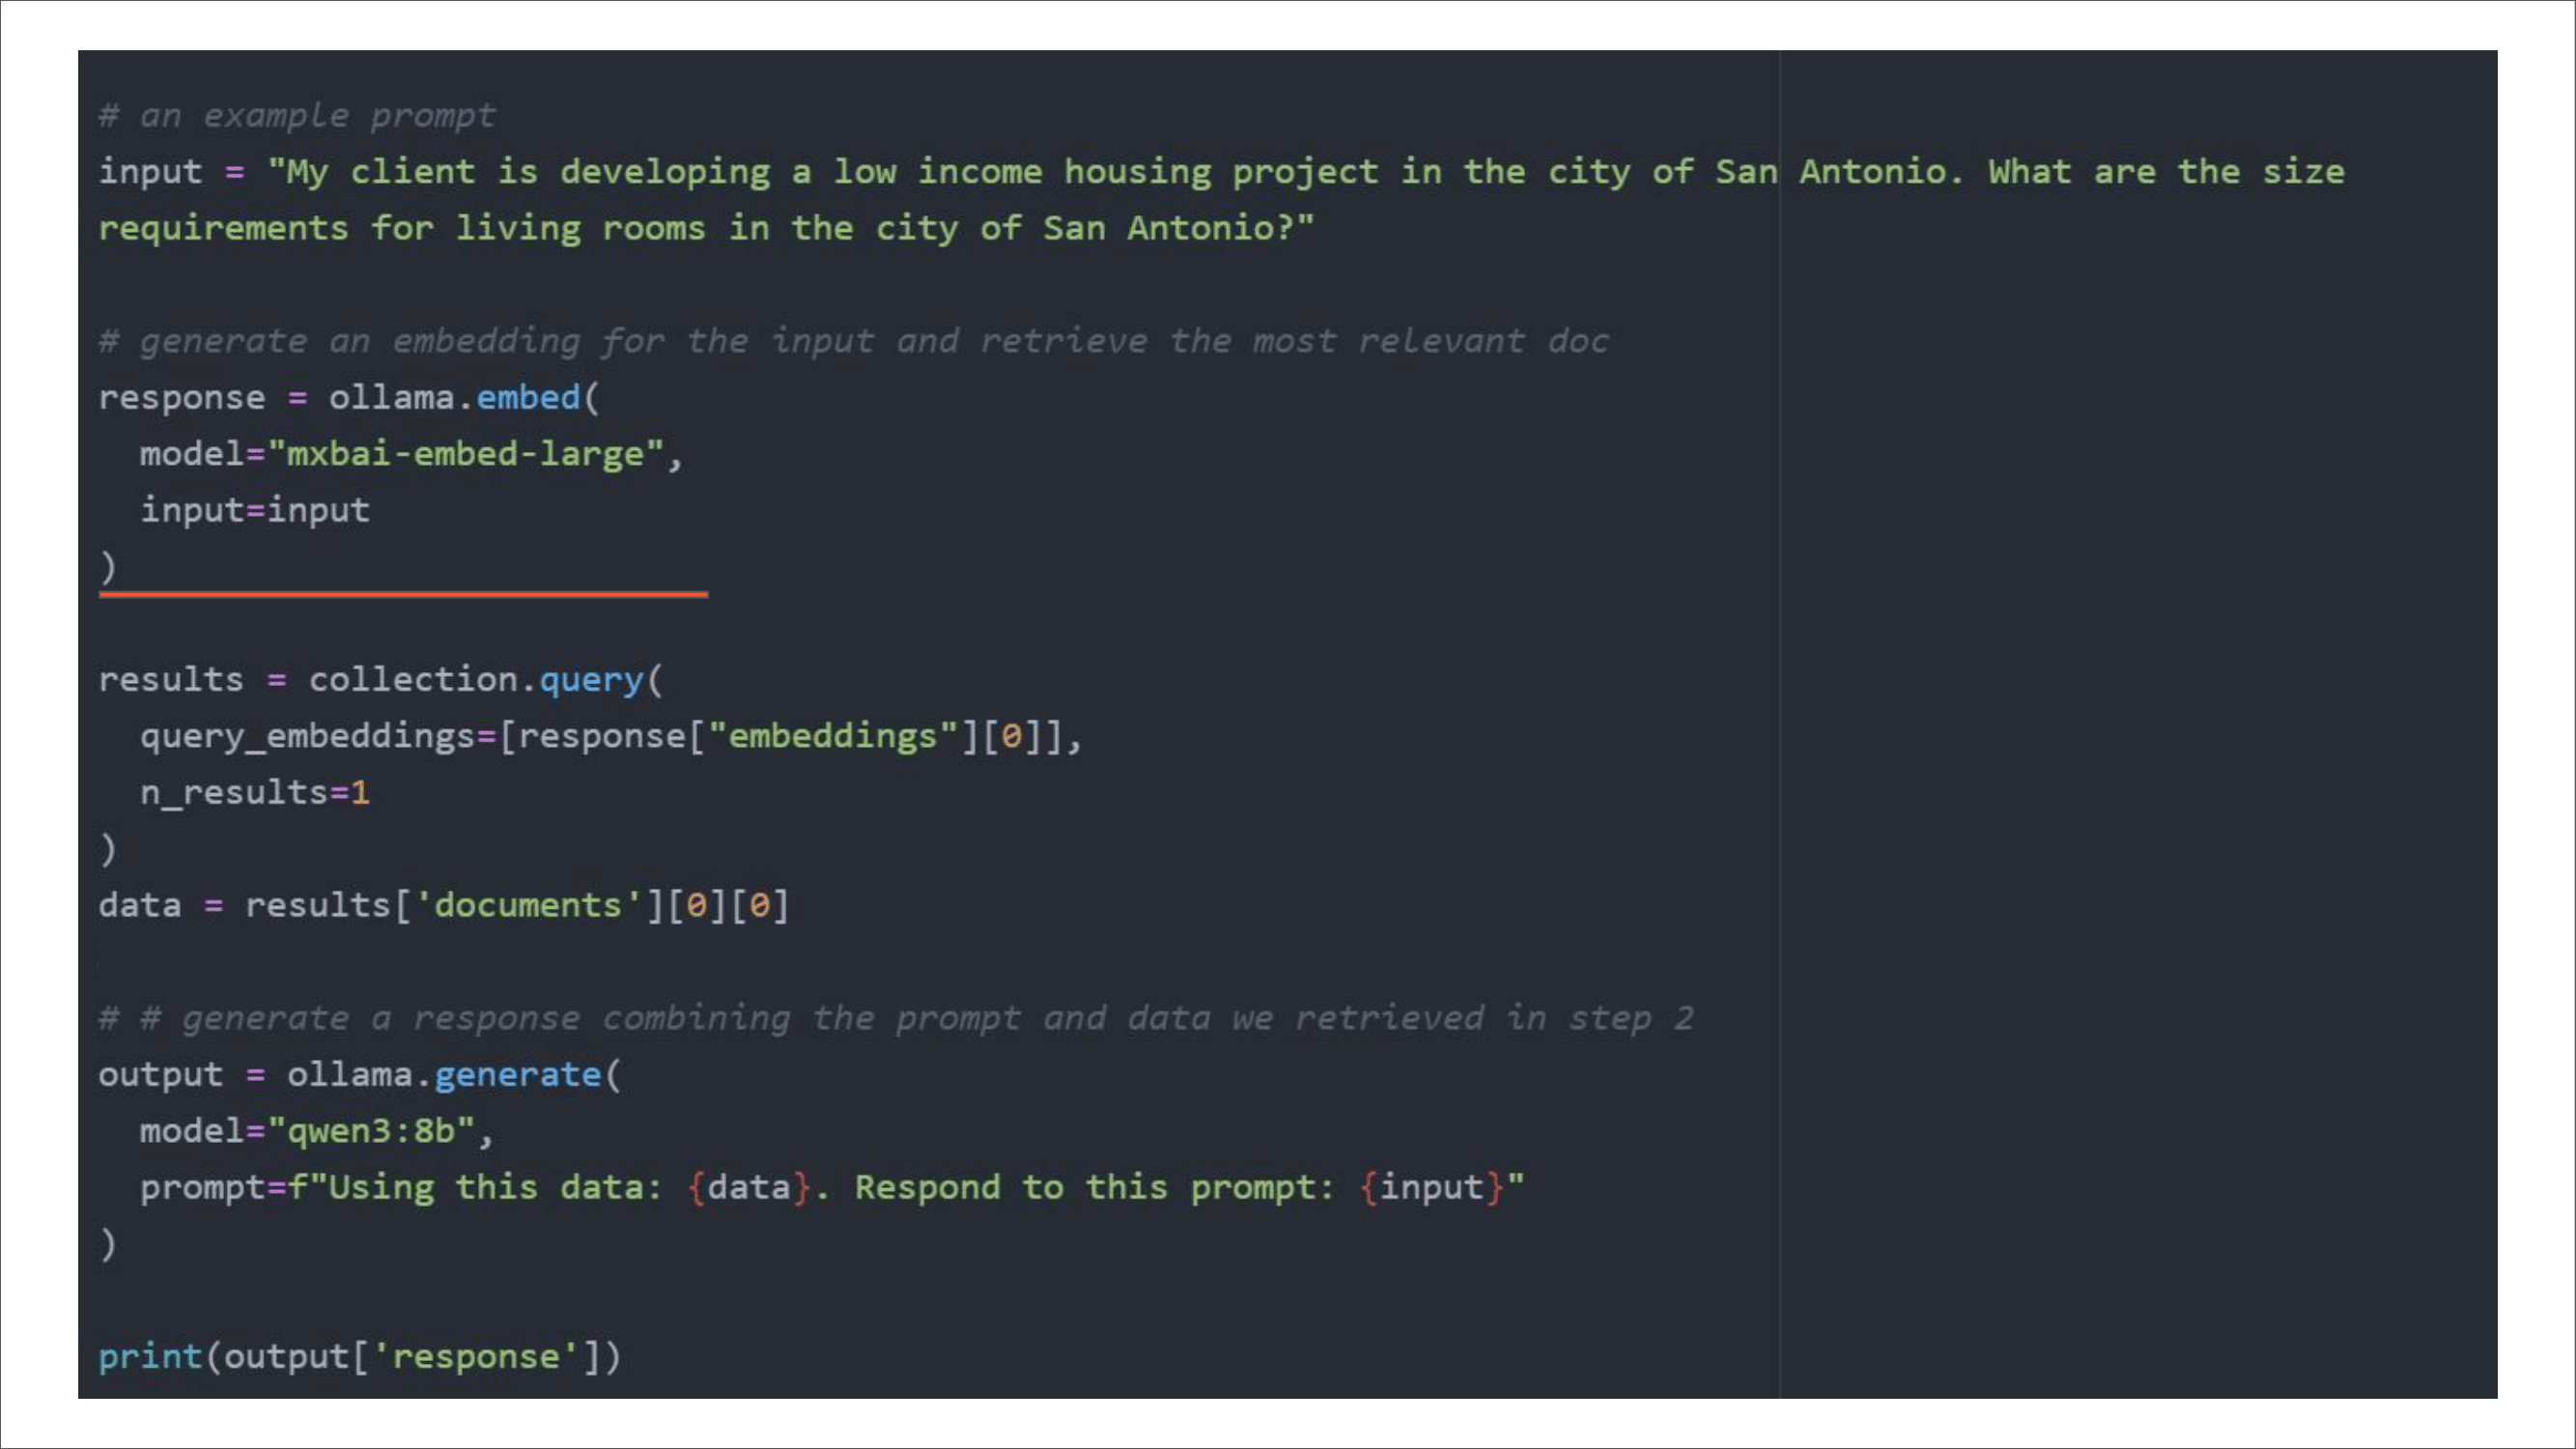 # an example prompt
input = "My client is developing a low income housing project in the city of San Antonio. What are the size
requirements for living rooms in the city of San Antonio?"
# generate an embedding for the input and retrieve the most relevant doc
response = ollama.embed(
  model="mxbai-embed-large",
  input=input
)
results = collection.query(
  query_embeddings=[response["embeddings"][0]],
  n_results=1
)
data = results['documents'][0][0]
# # generate a response combining the prompt and data we retrieved in step 2
output = ollama.generate(
  model="qwen3:8b",
  prompt=f"Using this data: {data}. Respond to this prompt: {input}"
)
print(output['response'])